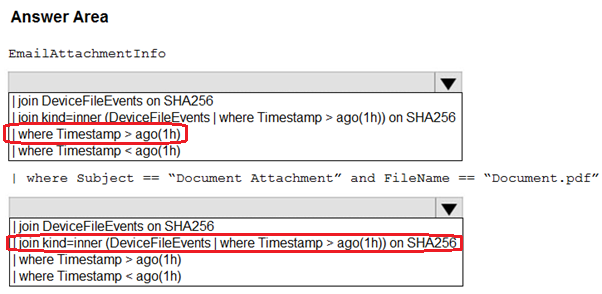 Answer Area
EmailAttachmentInfo
| join DeviceFileEvents on SHA256
| join kind=inner (DeviceFileEvents | where Timestamp > ago(1h)) on SHA256
| where Timestamp > ago(1h)
| where Timestamp < ago(1h)
| where Subject == “Document Attachment” and FileName == “Document.pdf”
| join DeviceFileEvents on SHA256
| join kind=inner (DeviceFileEvents | where Timestamp > ago(1h)) on SHA256
| where Timestamp > ago(1h)
| where Timestamp < ago(1h)